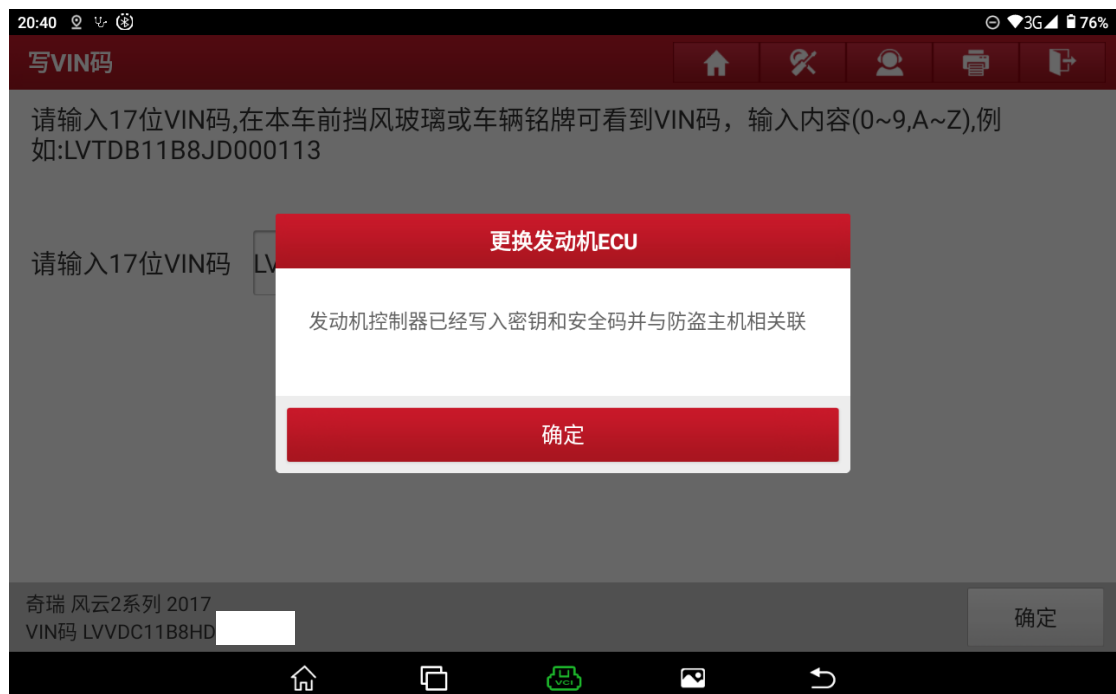 20:40
3G 76%
写VIN码
请输入17位VIN码,在本车前挡风玻璃或车辆铭牌可看到VIN码，输入内容(0~9,A~Z),例
如:LVTDB11B8JD000113
更换发动机ECU
请输入17位VIN码 LV
发动机控制器已经写入密钥和安全码并与防盗主机相关联
确定
奇瑞 风云2系列 2017
VIN码 LVVDC11B8HD
确定
VCI